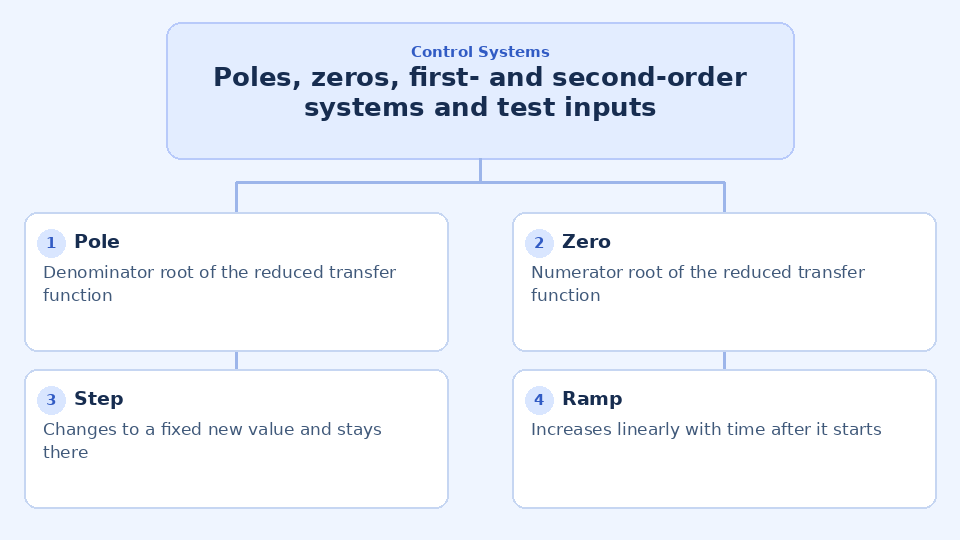 Control Systems
Poles, zeros, first- and second-order
systems and test inputs
1 Pole
Denominator root of the reduced transfer
function
2 Zero
Numerator root of the reduced transfer
function
3 Step
Changes to a fixed new value and stays
there
4 Ramp
Increases linearly with time after it starts